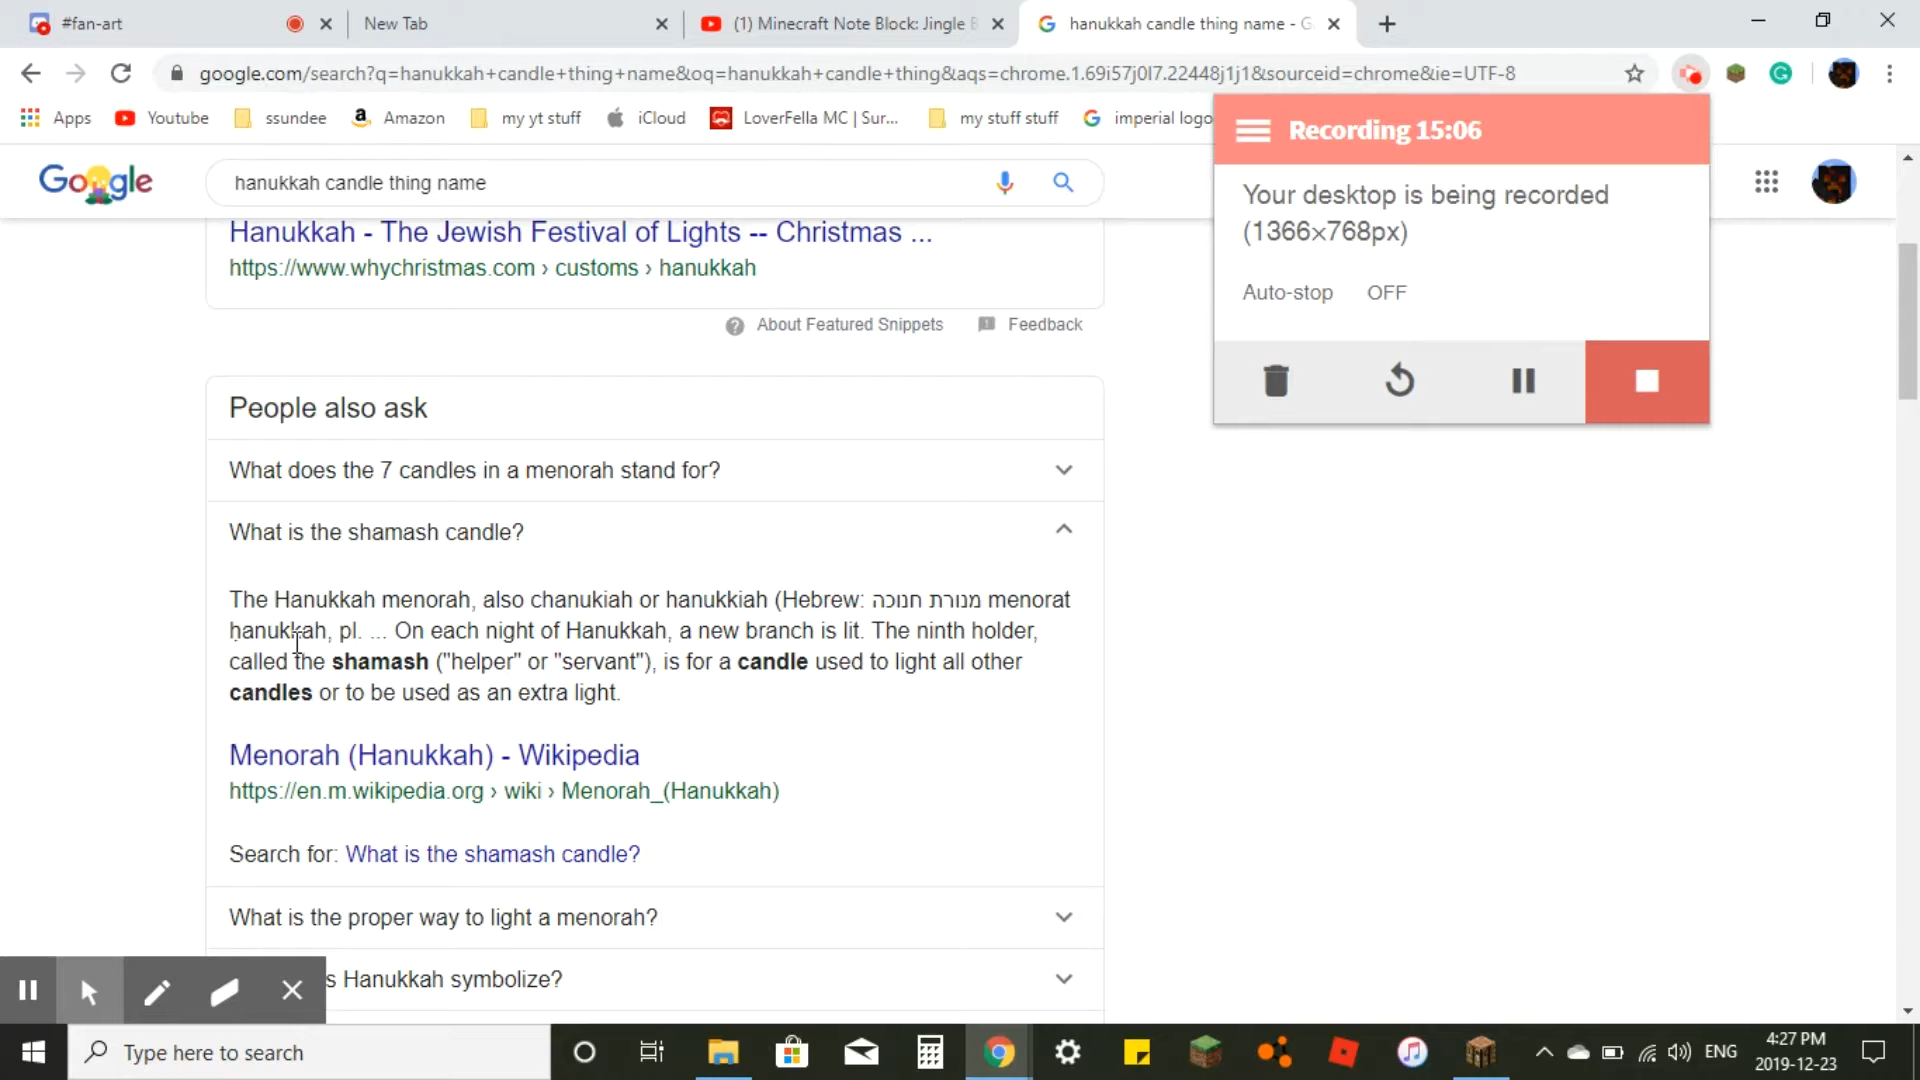 #fan-art
New Tab
(1) Minecraft Note Block: Jingle B
hanukkah candle thing name - G
google.com/search?q=hanukkah+candle+thing+name&oq=hanukkah+candle+thing&aqs=chrome.1.69i57j0l7.22448j1j1&sourceid=chrome&ie=UTF-8
Apps
Youtube
ssundee
Amazon
my yt stuff
iCloud
LoverFella MC | Sur...
my stuff stuff
imperial logo
Recording 15:06
Your desktop is being recorded
(1366×768px)
Auto-stop OFF
Google
hanukkah candle thing name
Hanukkah - The Jewish Festival of Lights -- Christmas ...
https://www.whychristmas.com › customs › hanukkah
About Featured Snippets
Feedback
People also ask
What does the 7 candles in a menorah stand for?
What is the shamash candle?
The Hanukkah menorah, also chanukiah or hanukkiah (Hebrew: מנורת חנוכה menorat
ḥanukkah, pl. ... On each night of Hanukkah, a new branch is lit. The ninth holder,
called the shamash ("helper" or "servant"), is for a candle used to light all other
candles or to be used as an extra light.
Menorah (Hanukkah) - Wikipedia
https://en.m.wikipedia.org › wiki › Menorah_(Hanukkah)
Search for: What is the shamash candle?
What is the proper way to light a menorah?
s Hanukkah symbolize?
Type here to search
ENG
4:27 PM
2019-12-23